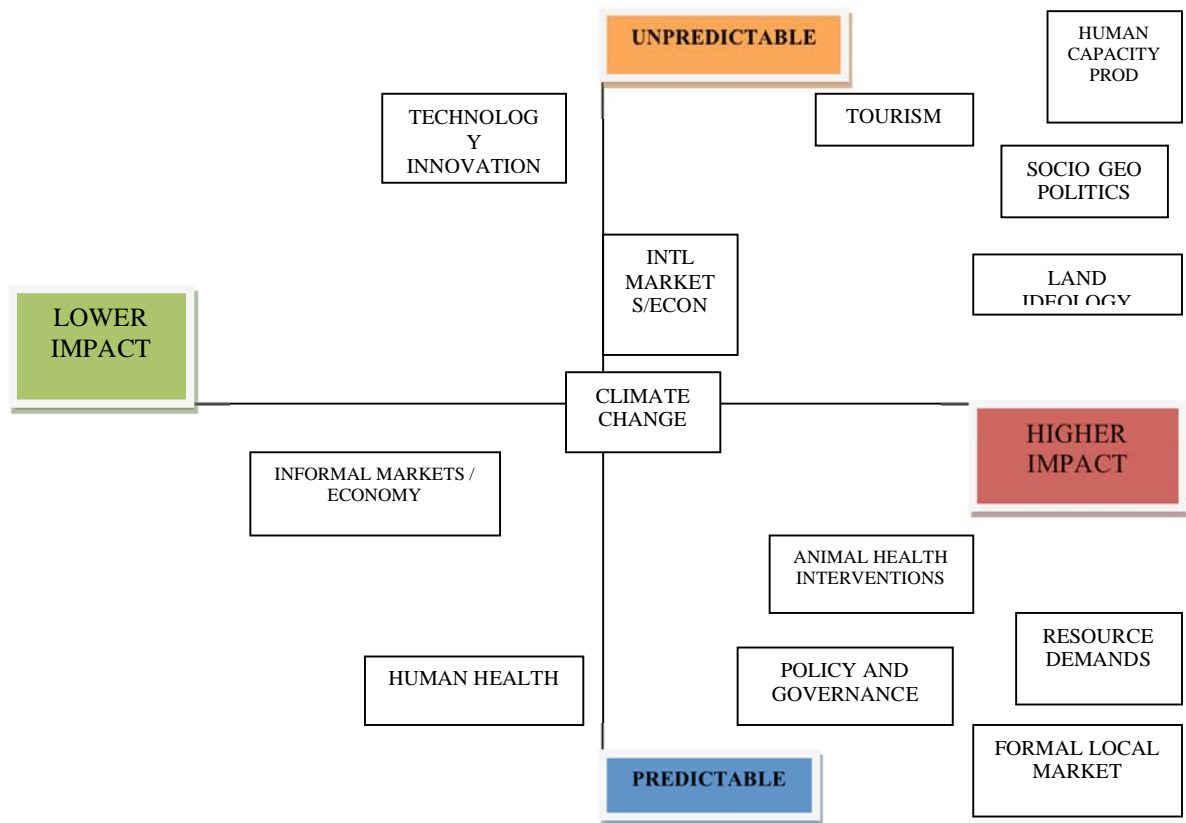 UNPREDICTABLE
HUMAN
CAPACITY
PROD
TECHNOLOG
Y
INNOVATION
TOURISM
SOCIO GEO
POLITICS
INTL
MARKET
S/ECON
LAND
IDEOLOGY
LOWER
IMPACT
CLIMATE
CHANGE
HIGHER
IMPACT
INFORMAL MARKETS /
ECONOMY
ANIMAL HEALTH
INTERVENTIONS
RESOURCE
DEMANDS
HUMAN HEALTH
POLICY AND
GOVERNANCE
FORMAL LOCAL
MARKET
PREDICTABLE